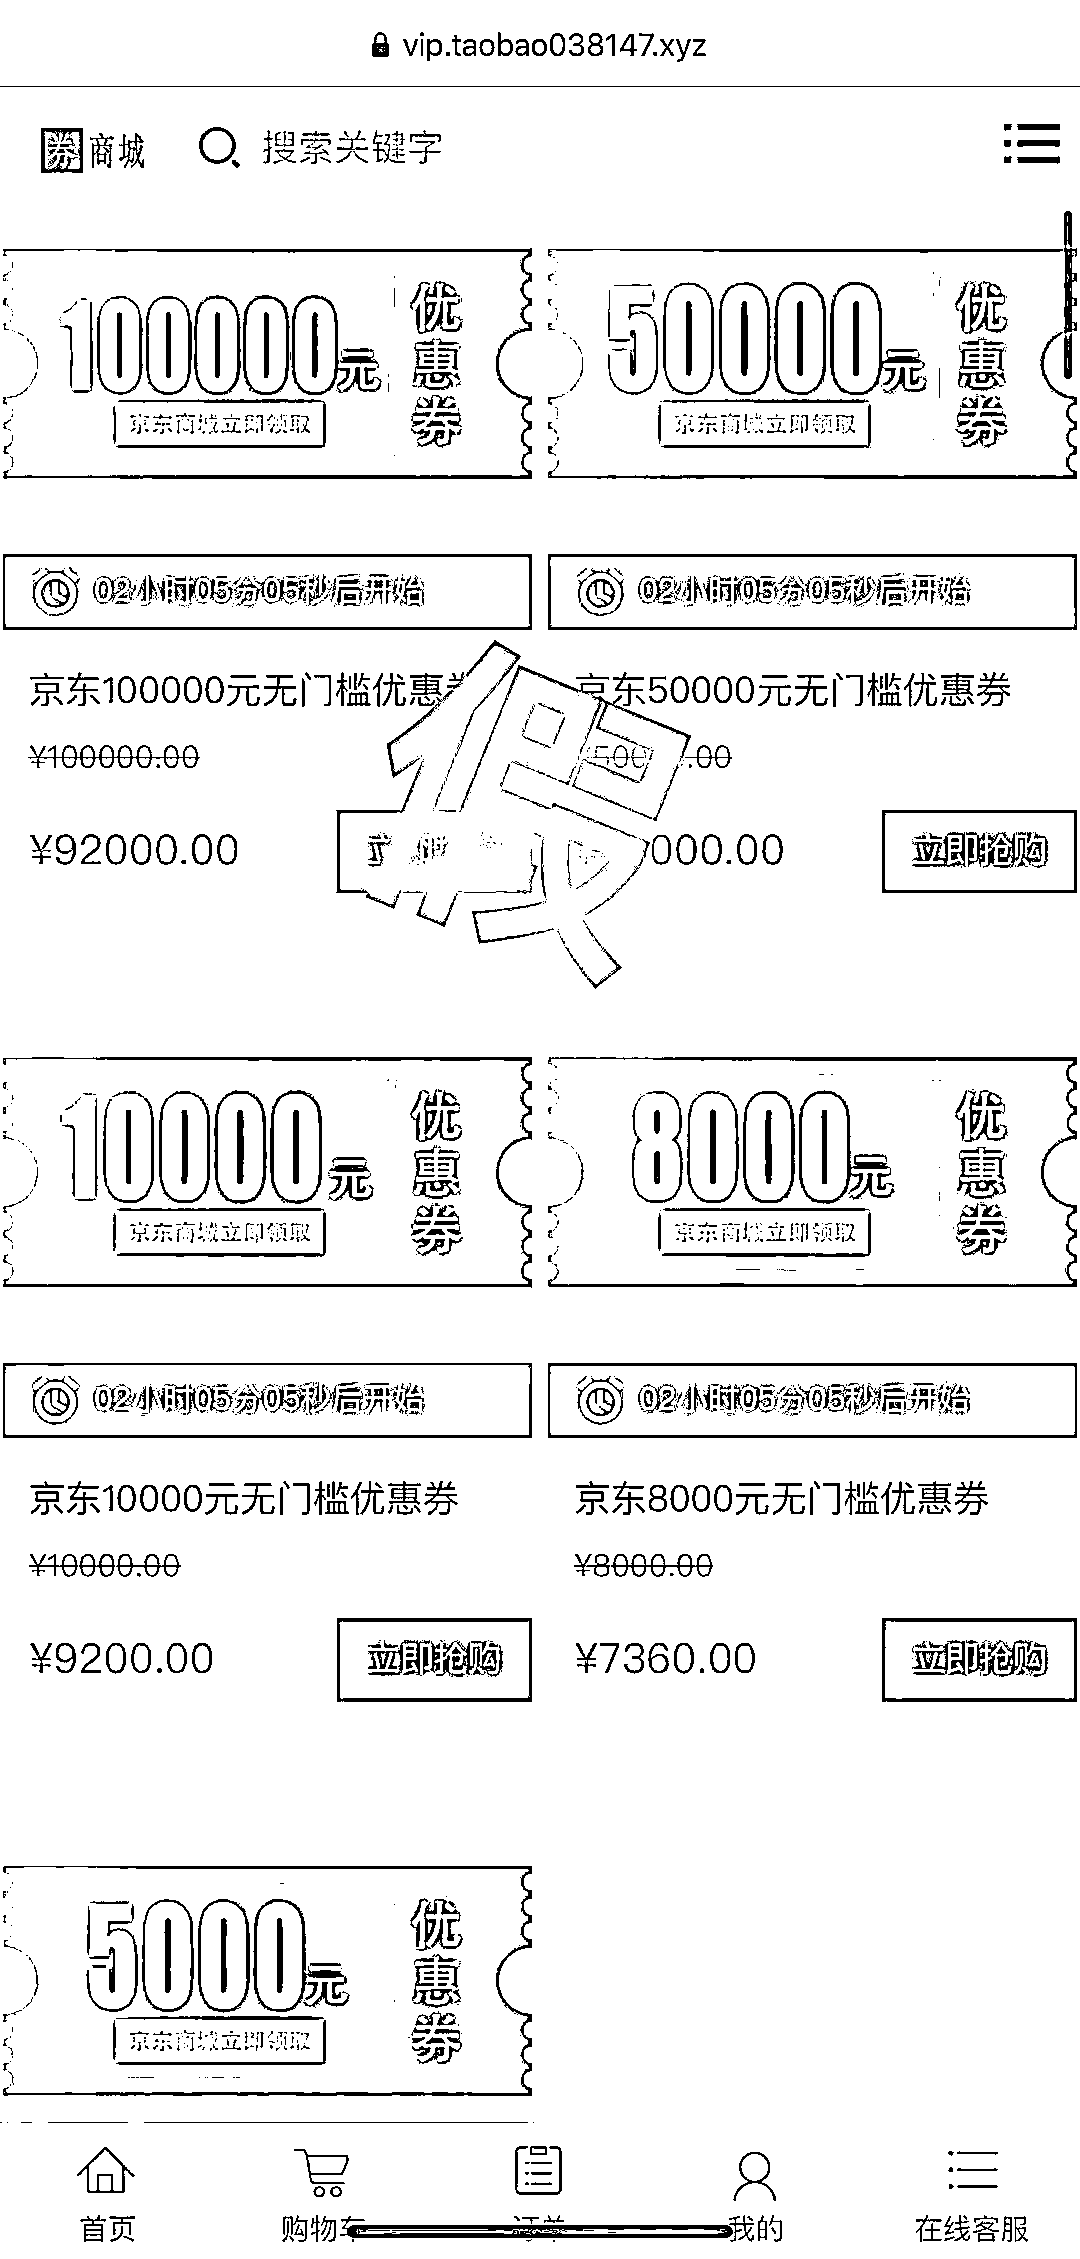 vip.taobao038147.xyz
券商城 搜索关键字
100000元 优惠券
京东商城立即领取
50000元 优惠券
京东商城立即领取
02小时05分05秒后开始
02小时05分05秒后开始
京东100000元无门槛优惠券
京东50000元无门槛优惠券
¥100000.00
¥92000.00
立即抢购
假
10000元 优惠券
京东商城立即领取
8000元 优惠券
京东商城立即领取
02小时05分05秒后开始
02小时05分05秒后开始
京东10000元无门槛优惠券
京东8000元无门槛优惠券
¥10000.00
¥8000.00
¥9200.00 立即抢购
¥7360.00 立即抢购
5000元 优惠券
京东商城立即领取
首页 购物车 订单 我的 在线客服